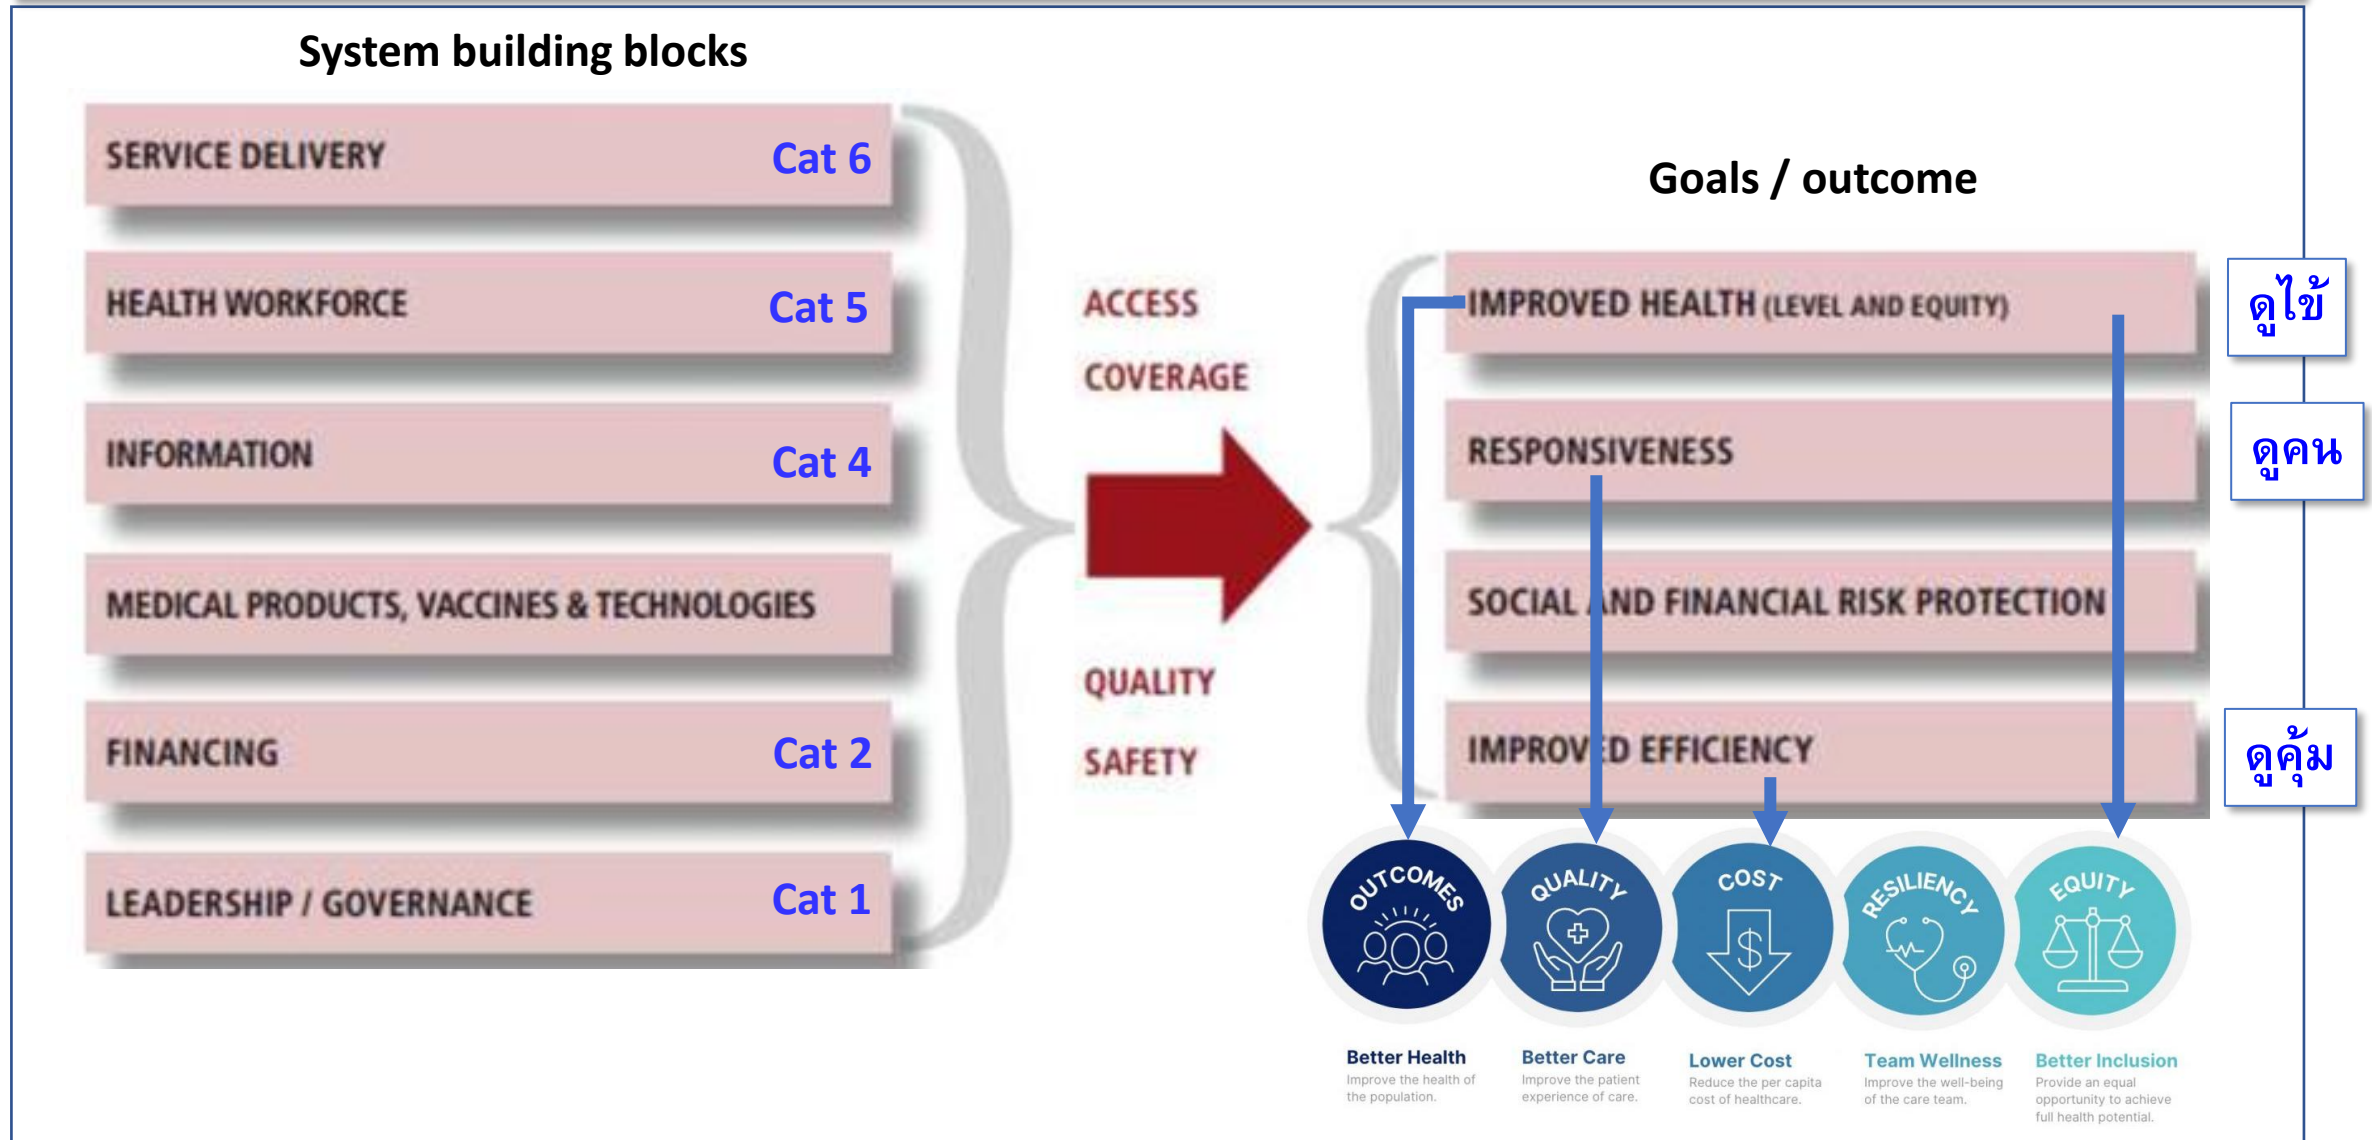 System building blocks
SERVICE DELIVERY Cat 6
HEALTH WORKFORCE Cat 5
INFORMATION Cat 4
MEDICAL PRODUCTS, VACCINES & TECHNOLOGIES
FINANCING Cat 2
LEADERSHIP / GOVERNANCE Cat 1
ACCESS
COVERAGE
QUALITY
SAFETY
Goals / outcome
IMPROVED HEALTH (LEVEL AND EQUITY) ดูไข้
RESPONSIVENESS ดูคน
SOCIAL AND FINANCIAL RISK PROTECTION
IMPROVED EFFICIENCY ดูคุ้ม
OUTCOMES
QUALITY
COST
RESILIENCY
EQUITY
Better Health
Improve the health of
the population.
Better Care
Improve the patient
experience of care.
Lower Cost
Reduce the per capita
cost of healthcare.
Team Wellness
Improve the well-being
of the care team.
Better Inclusion
Provide an equal
opportunity to achieve
full health potential.